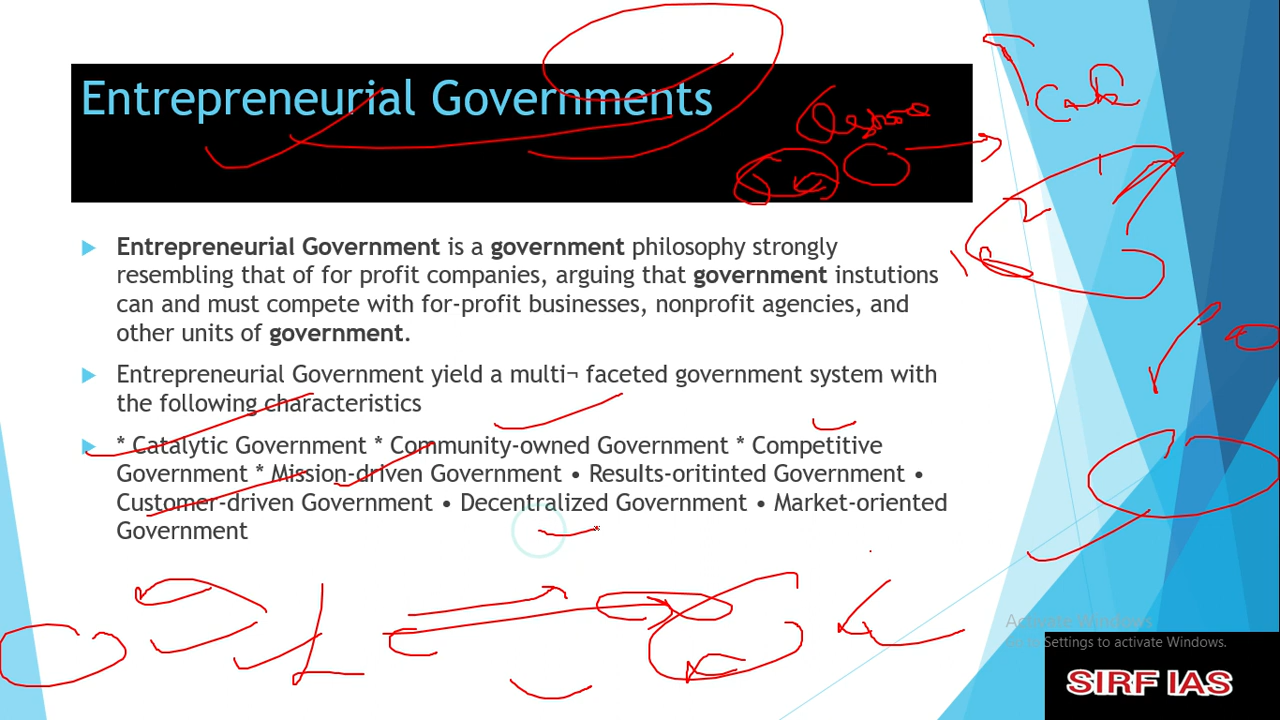 Entrepreneurial Governments
Entrepreneurial Government is a government philosophy strongly
resembling that of for profit companies, arguing that government instutions
can and must compete with for-profit businesses, nonprofit agencies, and
other units of government.
Entrepreneurial Government yield a multi¬ faceted government system with
the following characteristics
* Catalytic Government * Community-owned Government * Competitive
Government * Mission-driven Government • Results-oritinted Government •
Customer-driven Government • Decentralized Government • Market-oriented
Government
Activate Windows
Settings to activate Windows.
SIRF IAS